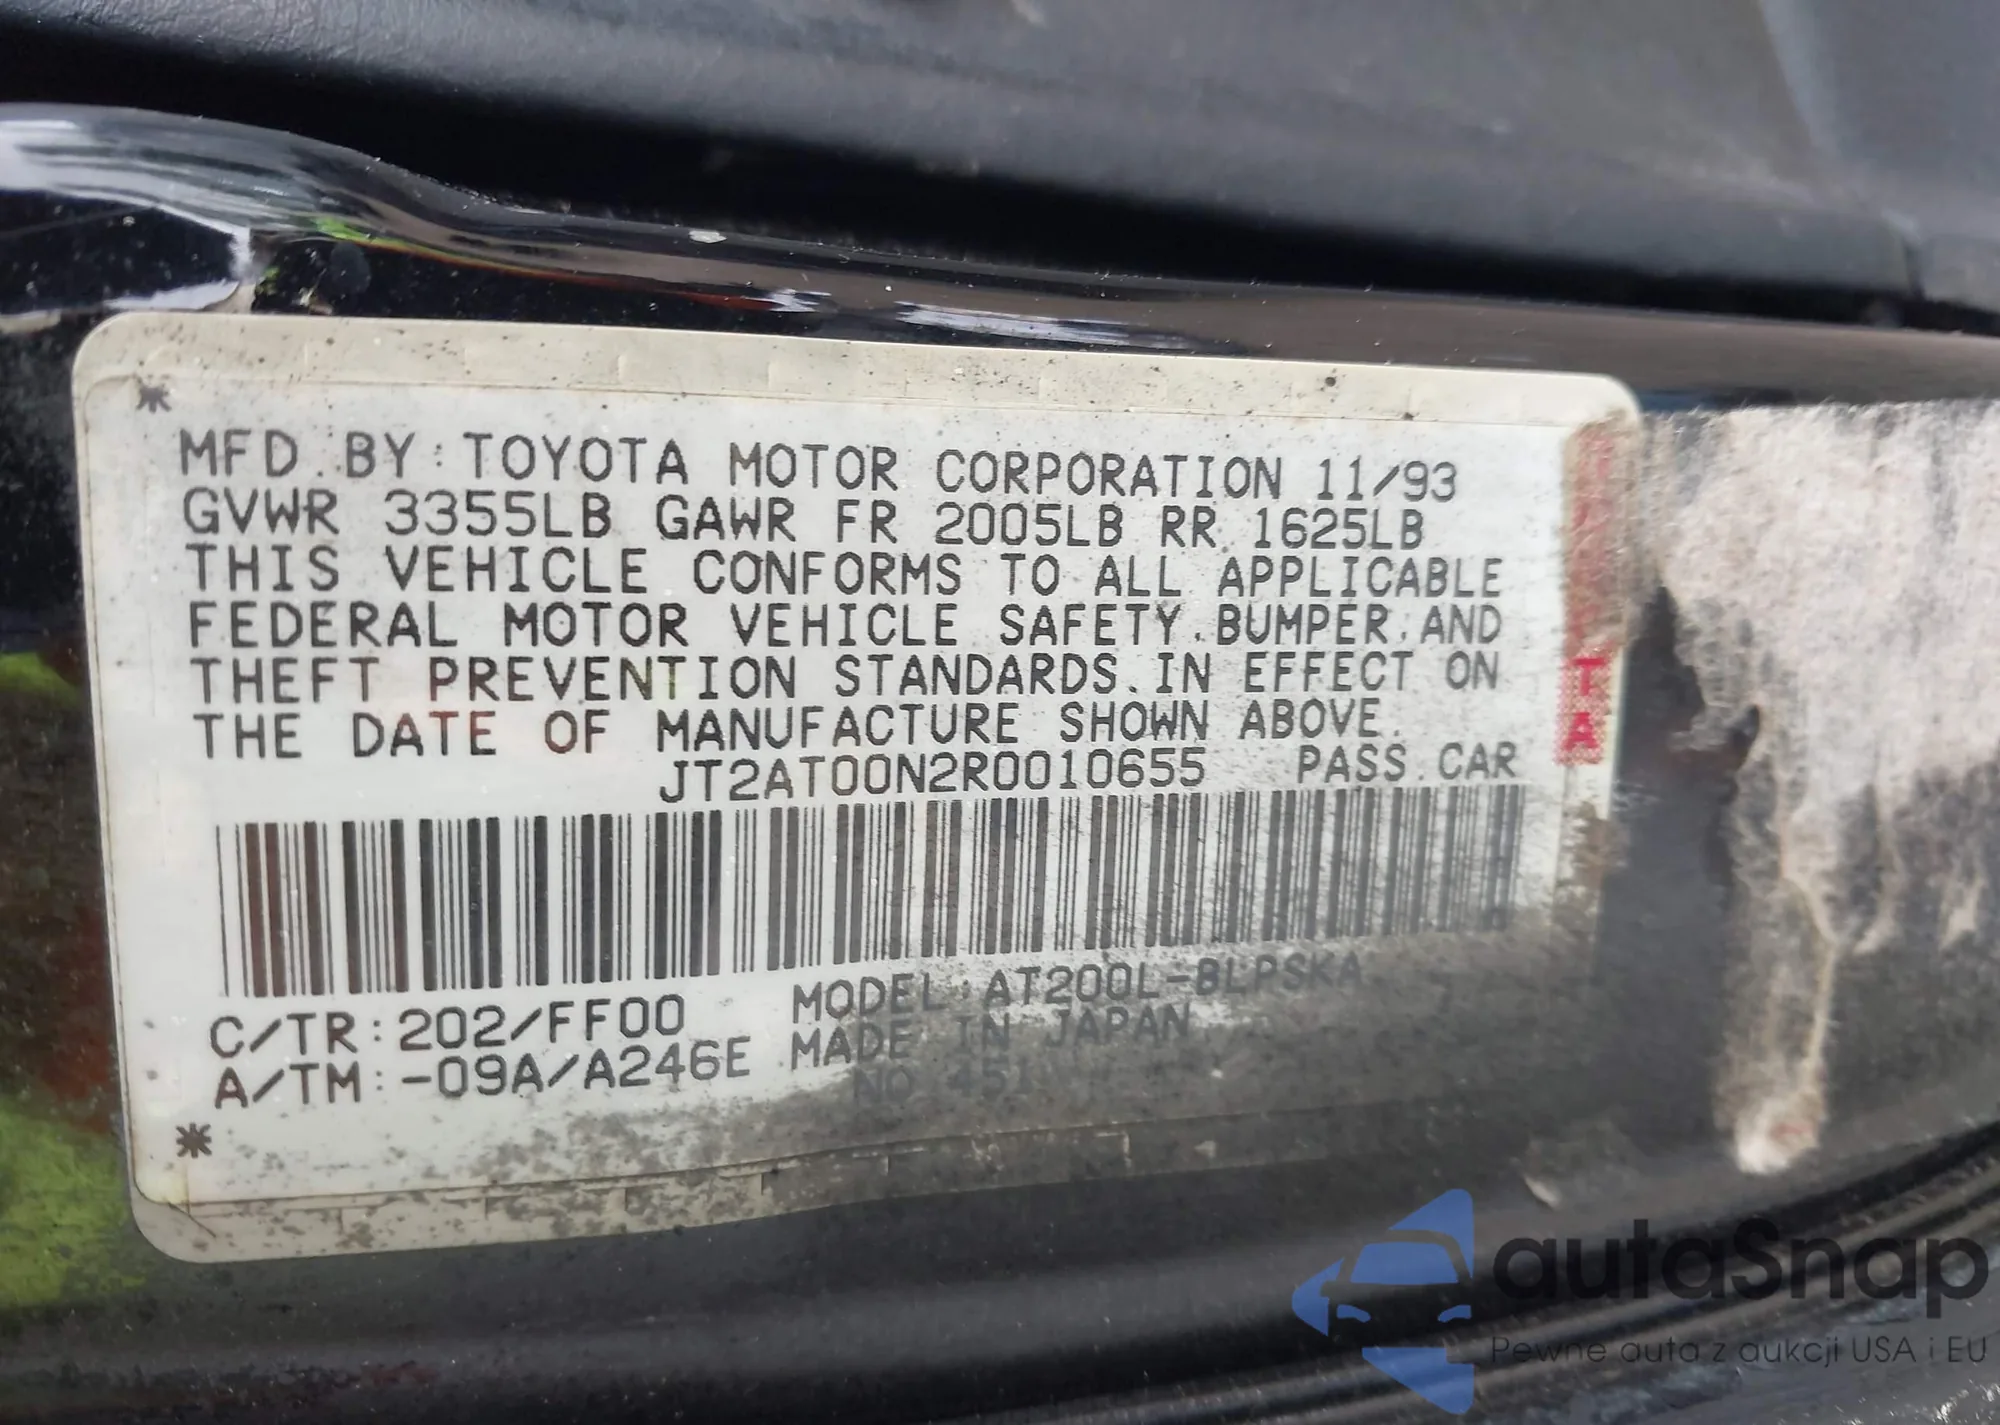 MFD. BY: TOYOTA MOTOR CORPORATION 11/93
GVWR 3355LB GAWR FR 2005LB RR 1625LB
THIS VEHICLE CONFORMS TO ALL APPLICABLE
FEDERAL MOTOR VEHICLE SAFETY, BUMPER, AND
THEFT PREVENTION STANDARDS IN EFFECT ON
THE DATE OF MANUFACTURE SHOWN ABOVE.
JT2AT00N2R0010655 PASS. CAR
C/TR: 202/FF00 MODEL: AT200L-BLPSKA
A/TM: -09A/A246E MADE IN JAPAN
NO.
TA
autoSnap
Pewne auta z aukcji USA i EU